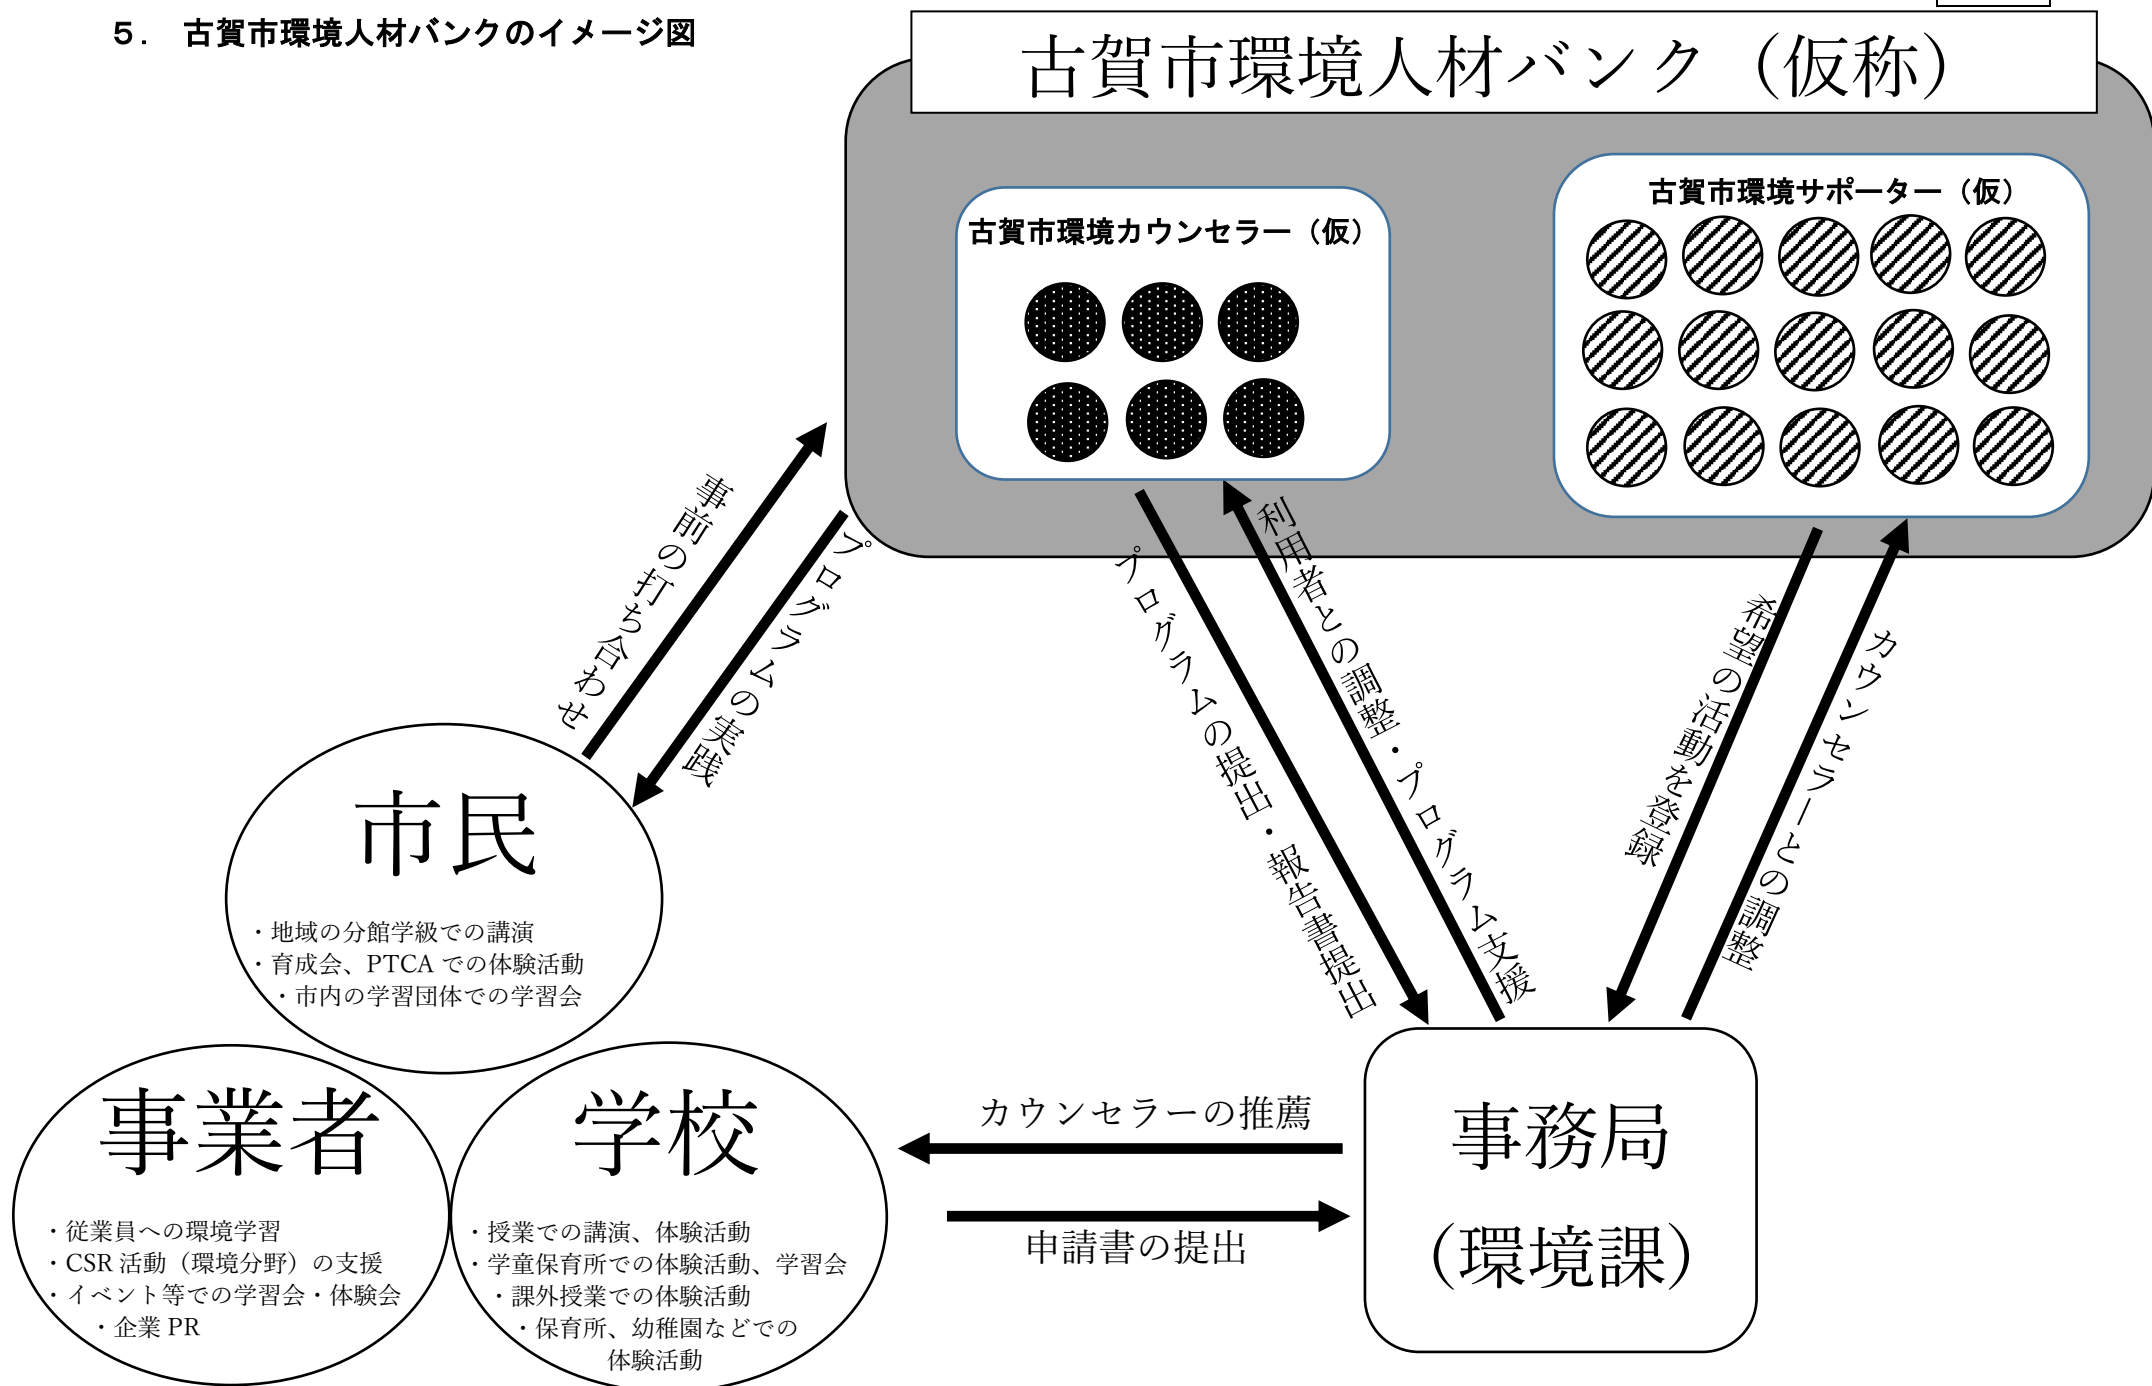 ５．　古賀市環境人材バンクのイメージ図
古賀市環境人材バンク（仮称）
古賀市環境カウンセラー（仮）
古賀市環境サポーター（仮）
事前の打ち合わせ
プログラムの実践
プログラムの提出・報告書提出
利用者との調整・プログラム支援
希望の活動を登録
カウンセラーとの調整
市民
・地域の分館学級での講演
・育成会、PTCA での体験活動
・市内の学習団体での学習会
事業者
・従業員への環境学習
・CSR 活動（環境分野）の支援
・イベント等での学習会・体験会
・企業 PR
学校
・授業での講演、体験活動
・学童保育所での体験活動、学習会
・課外授業での体験活動
・保育所、幼稚園などでの
体験活動
カウンセラーの推薦
申請書の提出
事務局
（環境課）